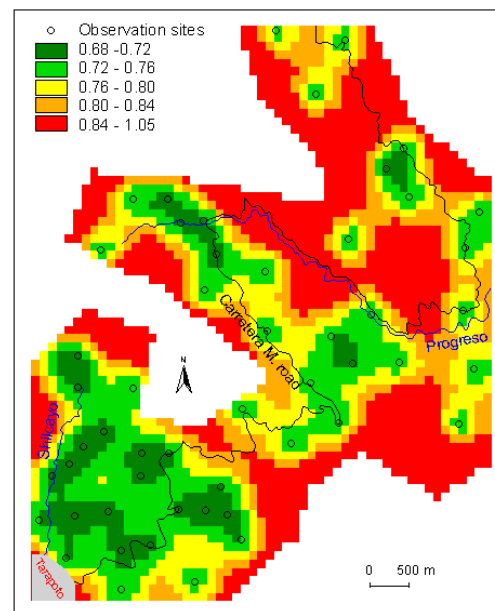 Observation sites
0.68 -0.72
0.72 - 0.76
0.76 - 0.80
0.80 - 0.84
0.84 - 1.05
Carretera M. road
Progreso
N
Shilcayo
Tarapoto
0 500 m